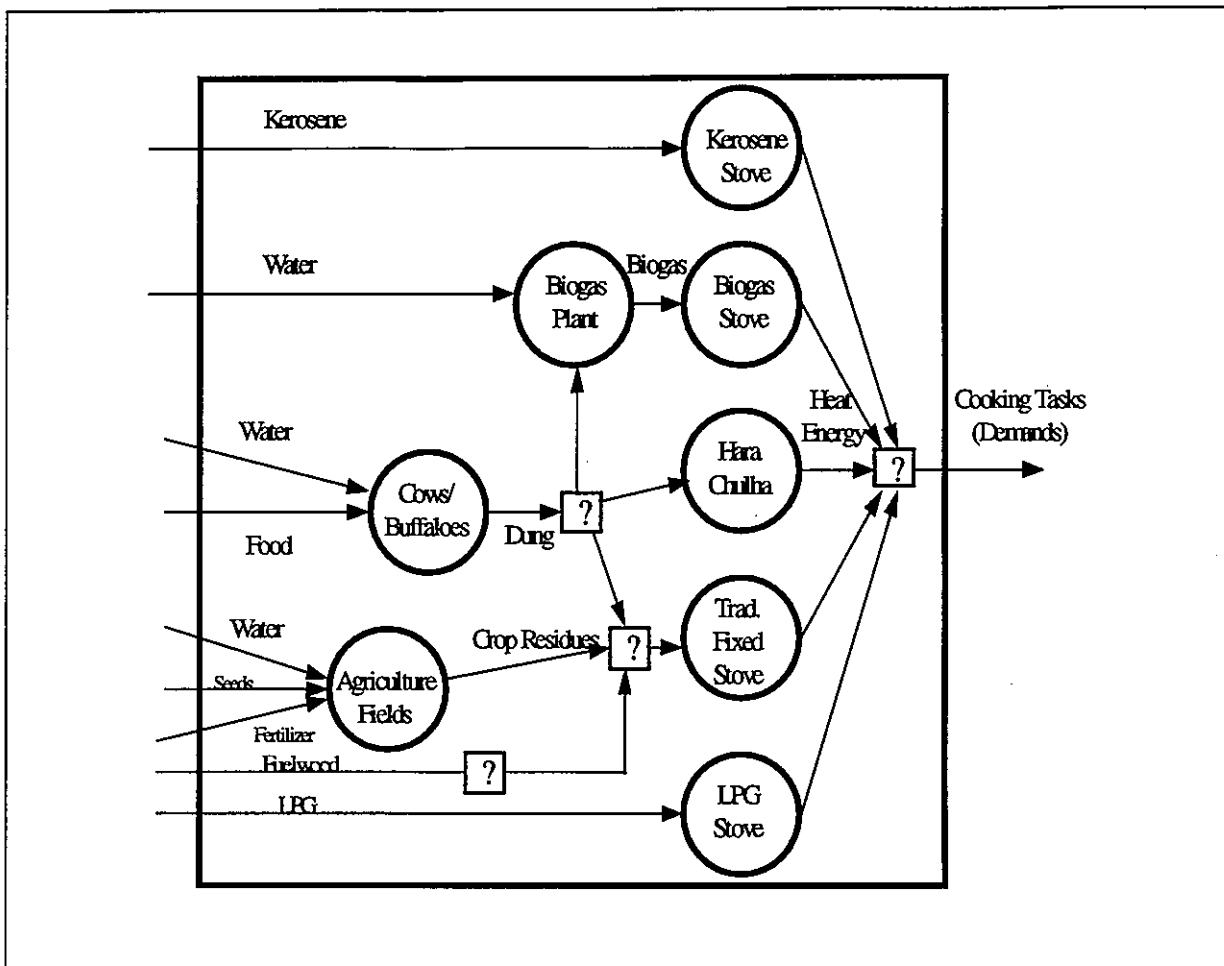 Kerosene
Kerosene
Stove
Water
Biogas
Biogas
Plant
Biogas
Stove
Heat
Energy
Cooking Tasks
(Demands)
Water
Cows/
Buffaloes
Food
Dung
?
Hara
Chulha
?
Water
Crop Residues
?
Trad.
Fixed
Stove
Seeds
Agriculture
Fields
Fertilizer
Fuelwood
?
LPG
LPG
Stove